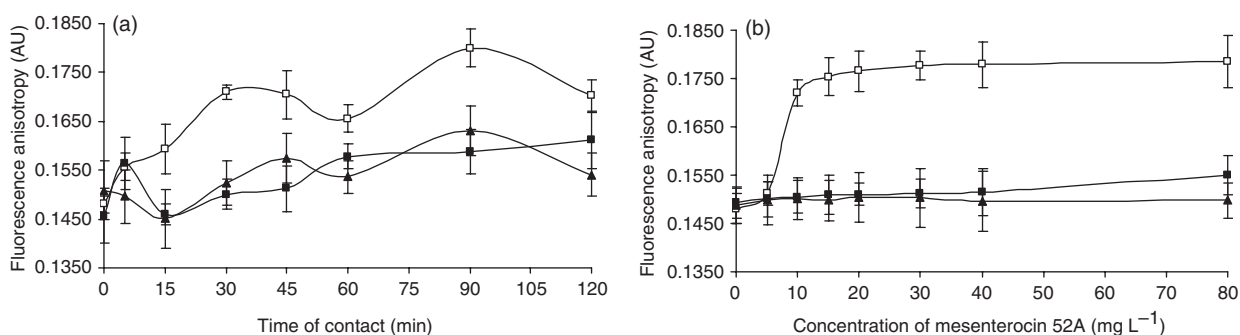 (a)
Fluorescence anisotropy (AU)
0.1850
0.1750
0.1650
0.1550
0.1450
0.1350
0 15 30 45 60 75 90 105 120
Time of contact (min)
(b)
Fluorescence anisotropy (AU)
0.1850
0.1750
0.1650
0.1550
0.1450
0.1350
0 10 20 30 40 50 60 70 80
Concentration of mesenterocin 52A (mg L⁻¹)